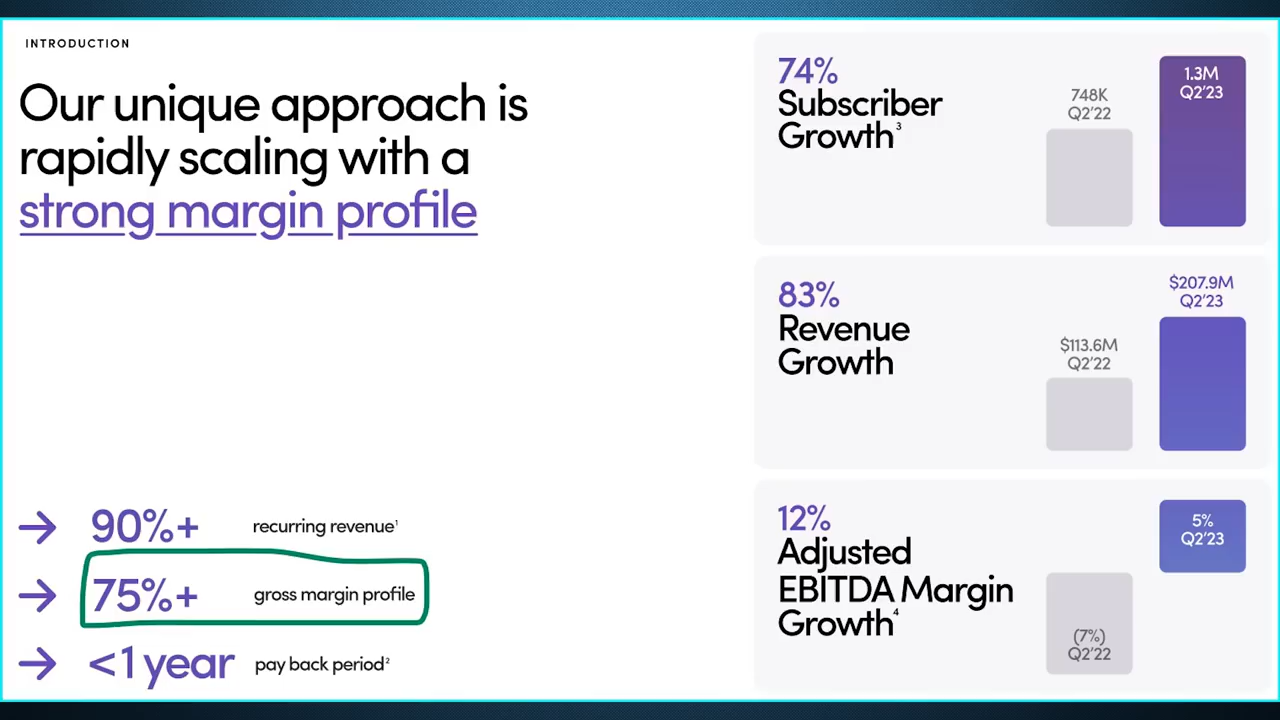 INTRODUCTION
Our unique approach is
rapidly scaling with a
strong margin profile
→ 90%+ recurring revenue¹
→ 75%+ gross margin profile
→ <1 year pay back period²
74%
Subscriber
Growth³
748K
Q2'22
1.3M
Q2'23
83%
Revenue
Growth
$113.6M
Q2'22
$207.9M
Q2'23
12%
Adjusted
EBITDA Margin
Growth⁴
(7%)
Q2'22
5%
Q2'23